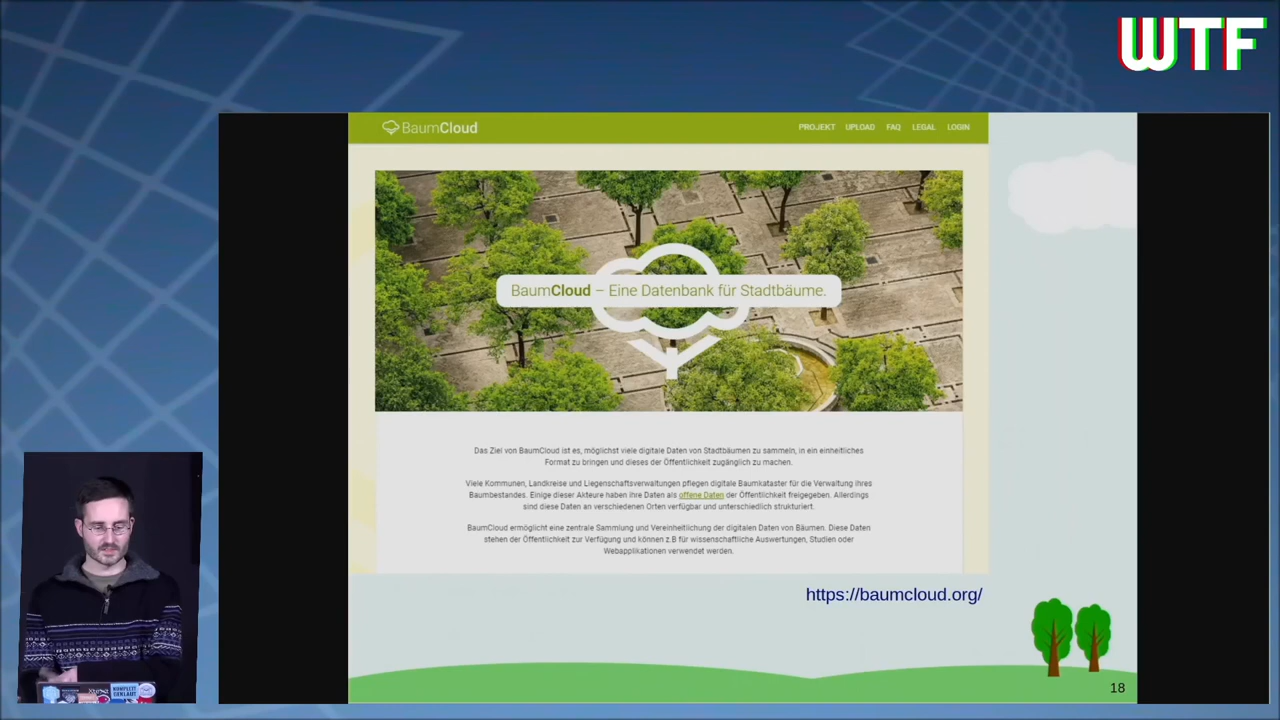 WTF
BaumCloud
PROJEKT UPLOAD FAQ LEGAL LOGIN
BaumCloud – Eine Datenbank für Stadtbäume.
Das Ziel von BaumCloud ist es, möglichst viele digitale Daten von Stadtbäumen zu sammeln, in ein einheitliches
Format zu bringen und dieses der Öffentlichkeit zugänglich zu machen.
Viele Kommunen, Landkreise und Liegenschaftsverwaltungen pflegen digitale Baumkataster für die Verwaltung ihres
Baumbestandes. Einige dieser Akteure haben ihre Daten als offene Daten der Öffentlichkeit freigegeben. Allerdings
sind diese Daten an verschiedenen Orten verfügbar und unterschiedlich strukturiert.
BaumCloud ermöglicht eine zentrale Sammlung und Vereinheitlichung der digitalen Daten von Bäumen. Diese Daten
stehen der Öffentlichkeit zur Verfügung und können z.B für wissenschaftliche Auswertungen, Studien oder
Webapplikationen verwendet werden.
https://baumcloud.org/
18